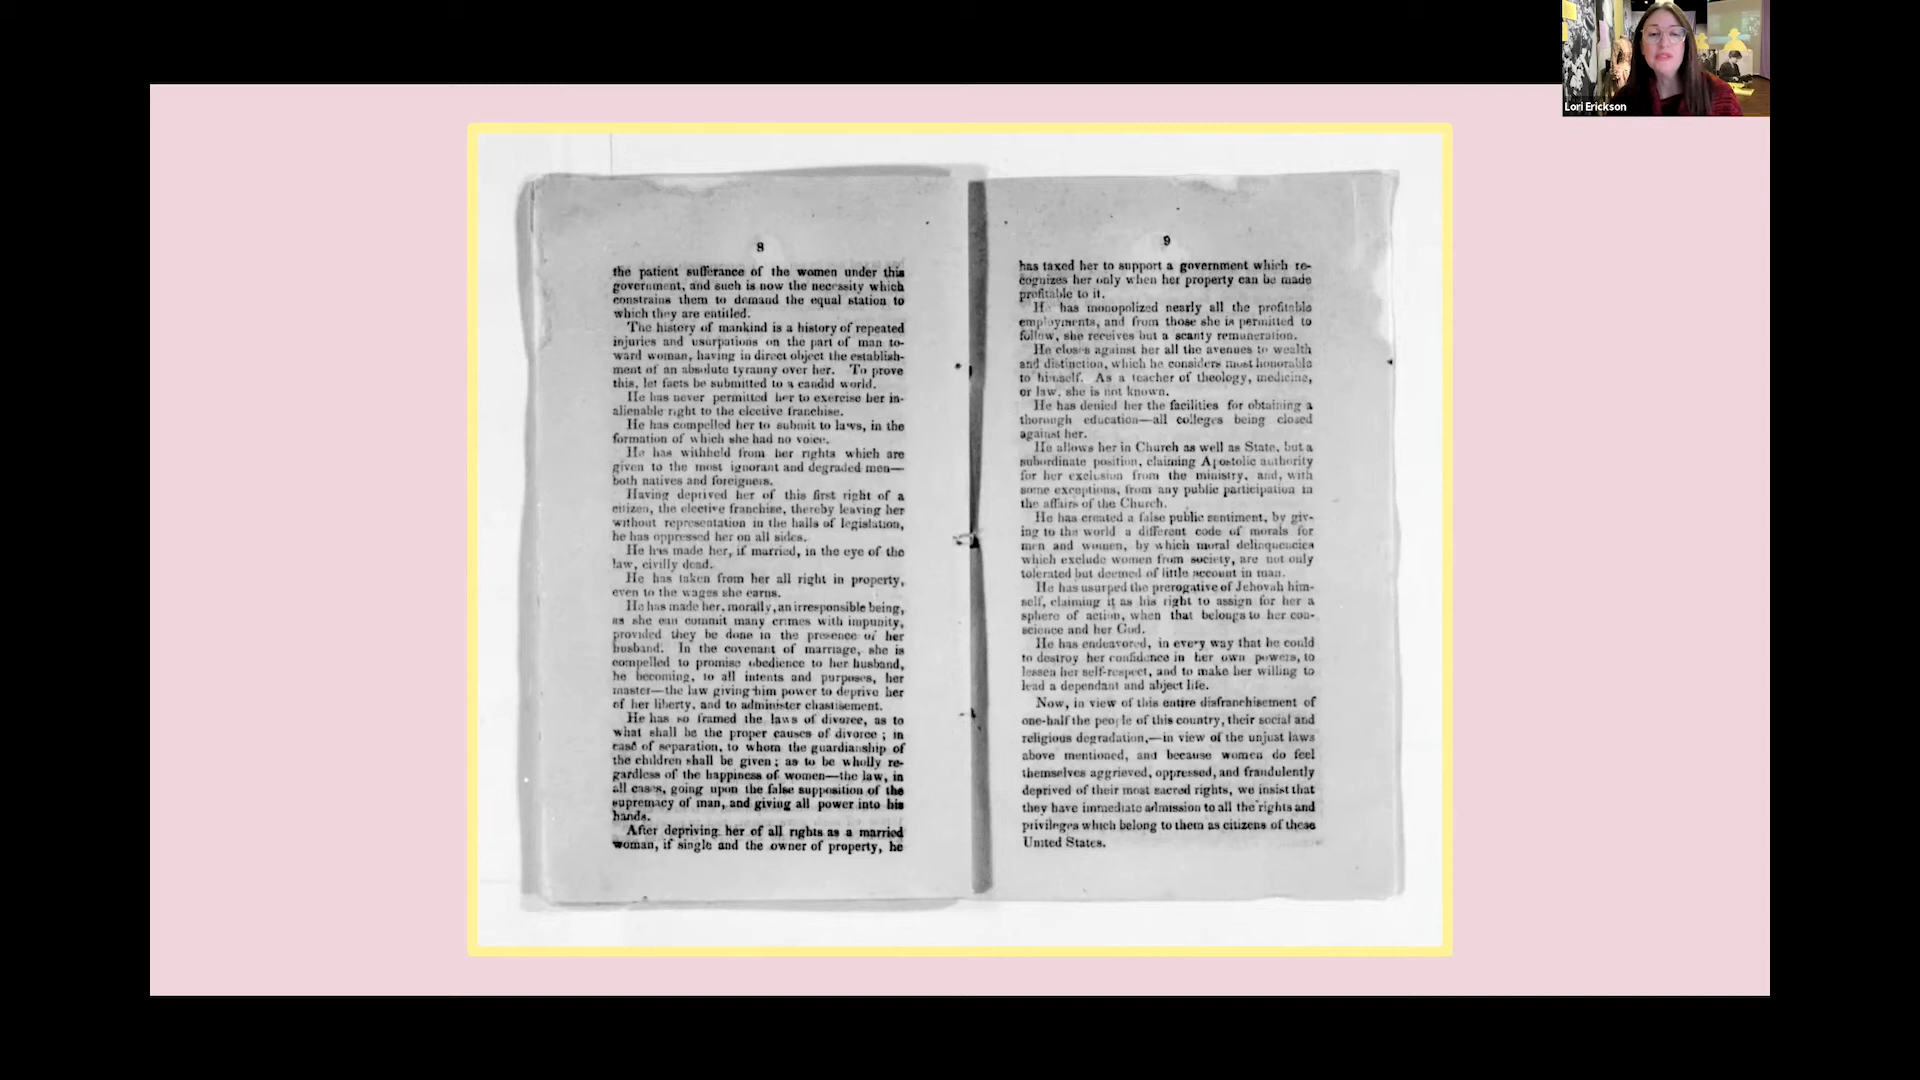 Lori Erickson
8
the patient sufferance of the women under this
government, and such is now the necessity which
constrains them to demand the equal station to
which they are entitled.
The history of mankind is a history of repeated
injuries and usurpations on the part of man to-
ward woman, having in direct object the establish-
ment of an absolute tyranny over her. To prove
this, let facts be submitted to a candid world.
He has never permitted her to exercise her in-
alienable right to the elective franchise.
He has compelled her to submit to laws, in the
formation of which she had no voice.
He has withheld from her rights which are
given to the most ignorant and degraded men—
both natives and foreigners.
Having deprived her of this first right of a
citizen, the elective franchise, thereby leaving her
without representation in the halls of legislation,
he has oppressed her on all sides.
He has made her, if married, in the eye of the
law, civilly dead.
He has taken from her all right in property,
even to the wages she earns.
He has made her, morally, an irresponsible being,
as she can commit many crimes with impunity,
provided they be done in the presence of her
husband. In the covenant of marriage, she is
compelled to promise obedience to her husband,
he becoming, to all intents and purposes, her
master—the law giving him power to deprive her
of her liberty, and to administer chastisement.
He has so framed the laws of divorce, as to
what shall be the proper causes of divorce ; in
case of separation, to whom the guardianship of
the children shall be given ; as to be wholly re-
gardless of the happiness of women—the law, in
all cases, going upon the false supposition of the
supremacy of man, and giving all power into his
hands.
After depriving her of all rights as a married
woman, if single and the owner of property, he
9
has taxed her to support a government which re-
cognizes her only when her property can be made
profitable to it.
He has monopolized nearly all the profitable
employments, and from those she is permitted to
follow, she receives but a scanty remuneration.
He closes against her all the avenues to wealth
and distinction, which he considers most honorable
to himself. As a teacher of theology, medicine,
or law, she is not known.
He has denied her the facilities for obtaining a
thorough education—all colleges being closed
against her.
He allows her in Church as well as State, but a
subordinate position, claiming Apostolic authority
for her exclusion from the ministry, and, with
some exceptions, from any public participation in
the affairs of the Church.
He has created a false public sentiment, by giv-
ing to the world a different code of morals for
men and women, by which moral delinquencies
which exclude women from society, are not only
tolerated but deemed of little account in man.
He has usurped the prerogative of Jehovah him-
self, claiming it as his right to assign for her a
sphere of action, when that belongs to her con-
science and her God.
He has endeavored, in every way that he could
to destroy her confidence in her own powers, to
lessen her self-respect, and to make her willing to
lead a dependant and abject life.
Now, in view of this entire disfranchisement of
one-half the people of this country, their social and
religious degradation,—in view of the unjust laws
above mentioned, and because women do feel
themselves aggrieved, oppressed, and fraudulently
deprived of their most sacred rights, we insist that
they have immediate admission to all the rights and
privileges which belong to them as citizens of these
United States.